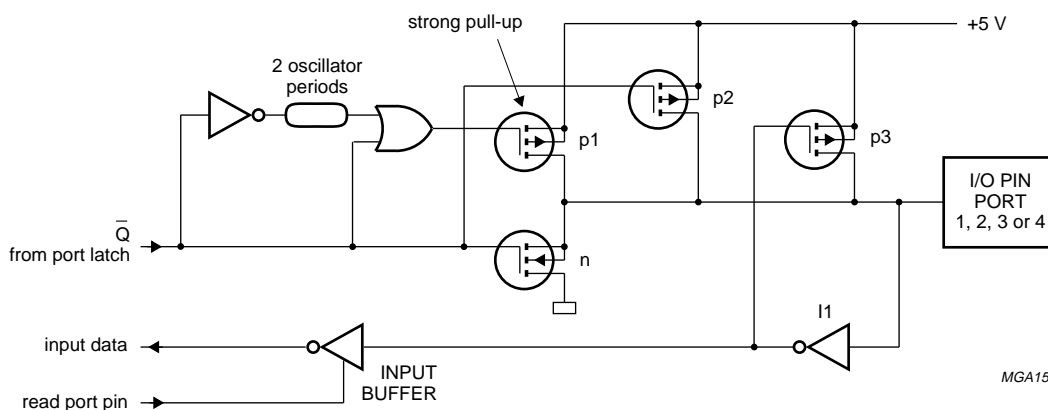 strong pull-up
+5 V
2 oscillator
periods
p2
p1
p3
I/O PIN
PORT
1, 2, 3 or 4
Q
from port latch
n
I1
input data
INPUT
BUFFER
read port pin
MGA15